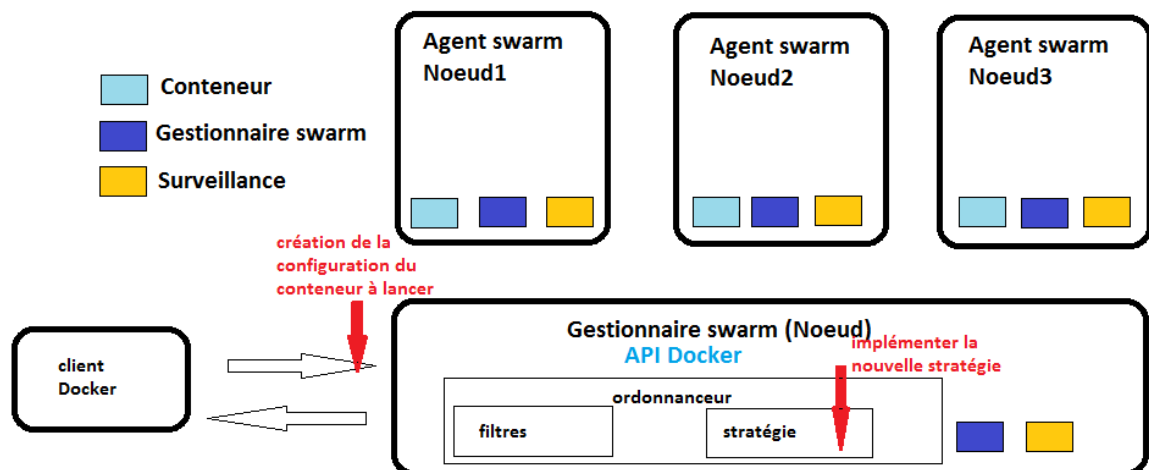 Agent swarm
Noeud1
Agent swarm
Noeud2
Agent swarm
Noeud3
Conteneur
Gestionnaire swarm
Surveillance
création de la
configuration du
conteneur à lancer
Gestionnaire swarm (Noeud)
API Docker
implémenter la
nouvelle stratégie
client
Docker
ordonnanceur
filtres
stratégie